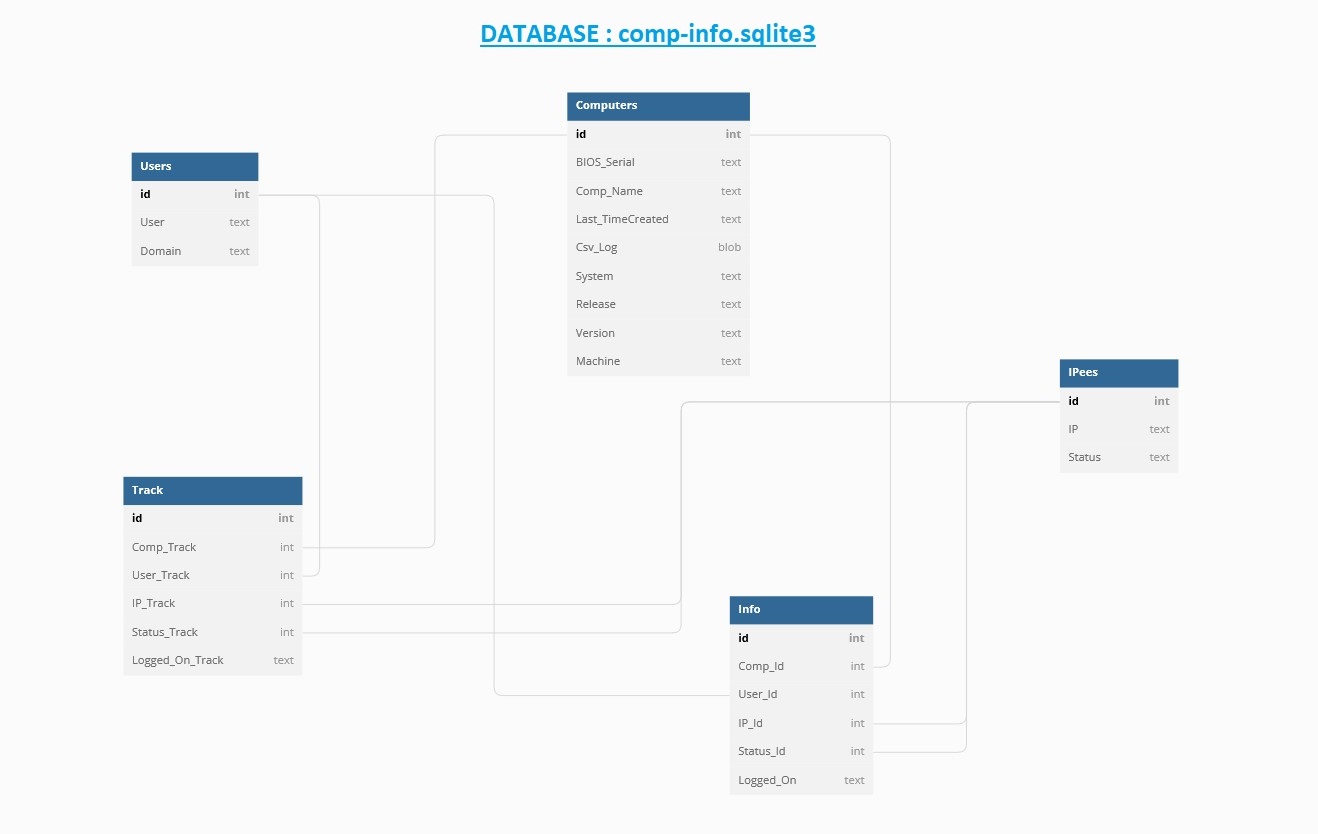 DATABASE : comp-info.sqlite3
Computers
id int
BIOS_Serial text
Comp_Name text
Last_TimeCreated text
Csv_Log blob
System text
Release text
Version text
Machine text
Users
id int
User text
Domain text
IPees
id int
IP text
Status text
Track
id int
Comp_Track int
User_Track int
IP_Track int
Status_Track int
Logged_On_Track text
Info
id int
Comp_Id int
User_Id int
IP_Id int
Status_Id int
Logged_On text